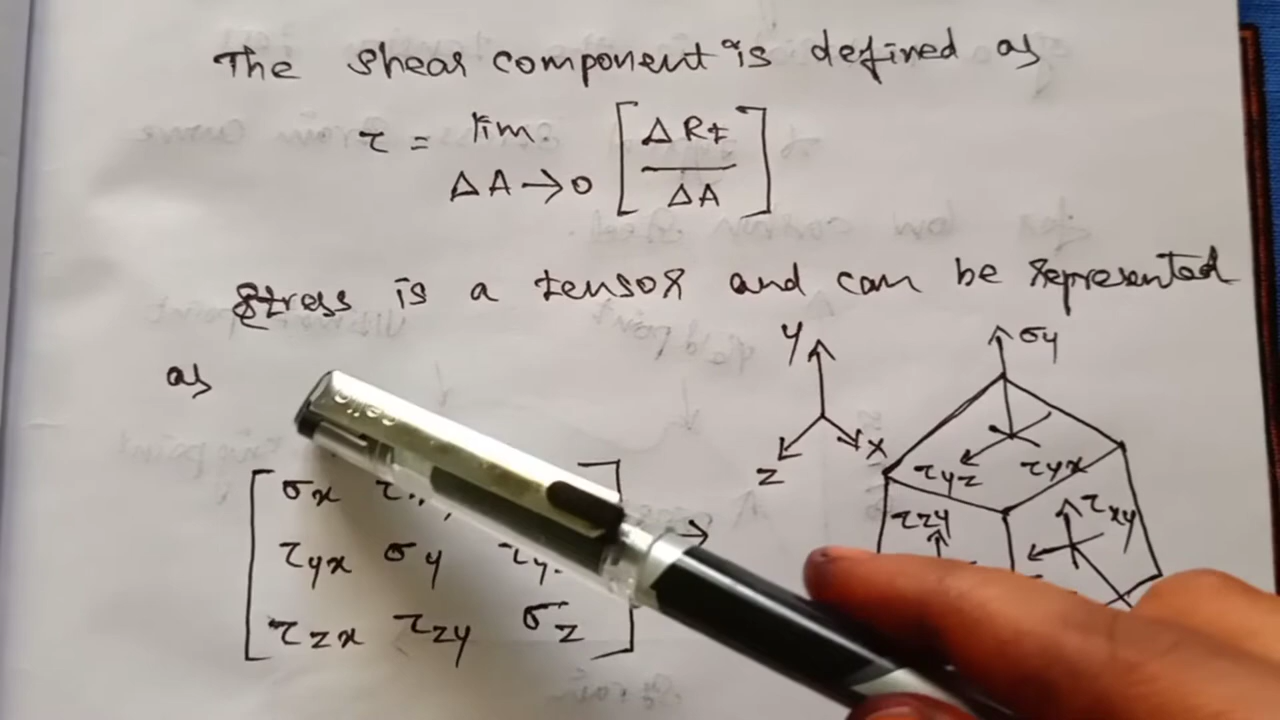 The shear component is defined as
τ = lim ΔA→0 [ΔRt / ΔA]
Stress is a tensor and can be represented
as
σx τ
τyx σy τy
τzx τzy σz
Y
X
Z
σy
τyz τyx
τzy
τxy